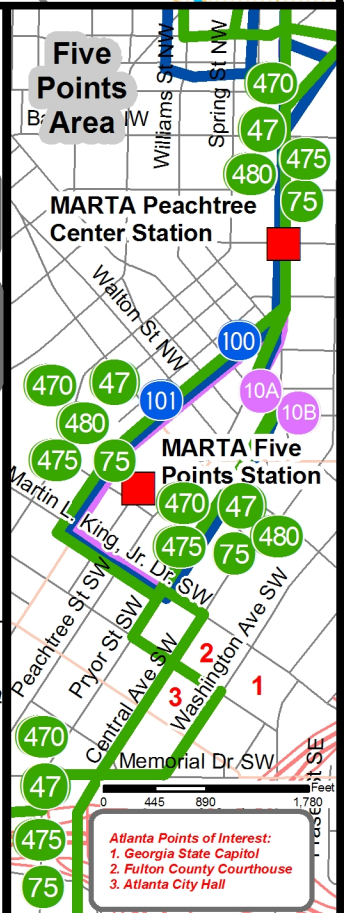 Five
Points
Area
Williams St NW
Spring St NW
470
47
475
480
75
MARTA Peachtree
Center Station
Walton St NW
100
101
10A
10B
470
47
480
475
75
MARTA Five
Points Station
470
47
480
475
75
Martin L. King, Jr. Dr. SW
Peachtree St SW
Pryor St SW
Central Ave SW
Washington Ave SW
2
1
3
470
47
475
75
Memorial Dr SW
Feet
0 445 890 1,780
Atlanta Points of Interest:
1. Georgia State Capitol
2. Fulton County Courthouse
3. Atlanta City Hall